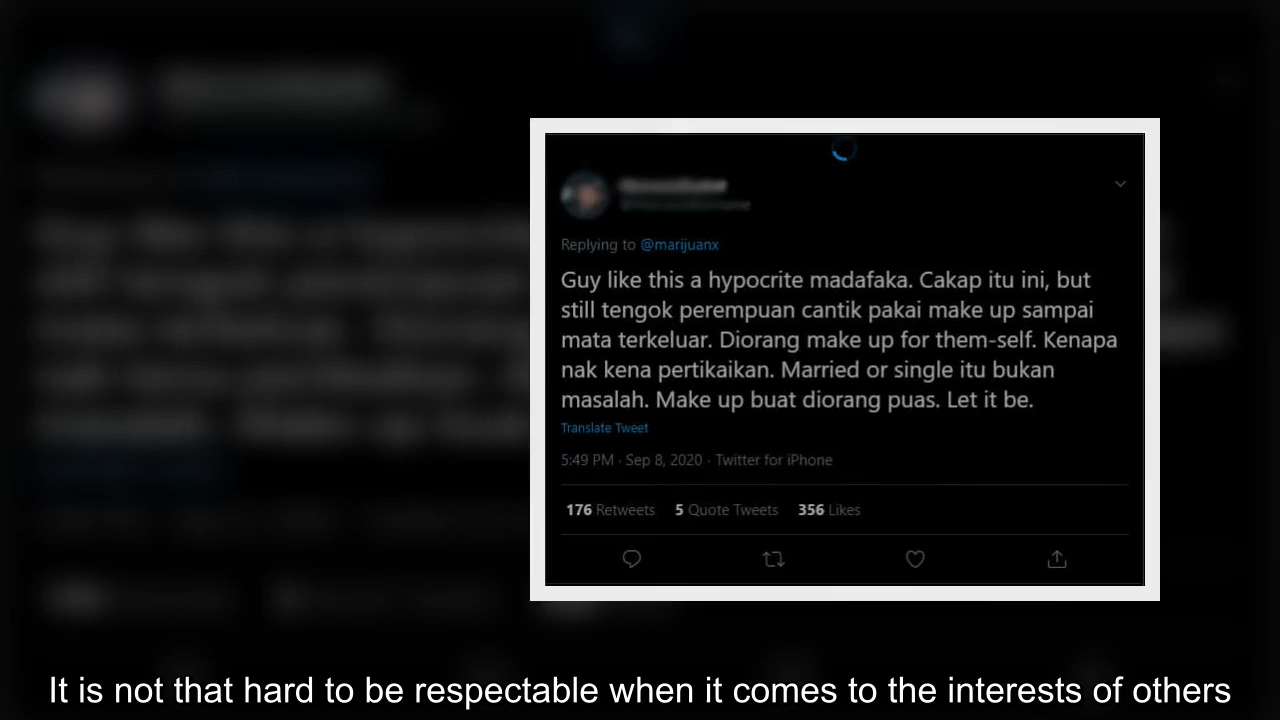 Replying to @marijuanx
Guy like this a hypocrite madafaka. Cakap itu ini, but
still tengok perempuan cantik pakai make up sampai
mata terkeluar. Diorang make up for them-self. Kenapa
nak kena pertikaikan. Married or single itu bukan
masalah. Make up buat diorang puas. Let it be.
Translate Tweet
5:49 PM · Sep 8, 2020 · Twitter for iPhone
176 Retweets 5 Quote Tweets 356 Likes
It is not that hard to be respectable when it comes to the interests of others